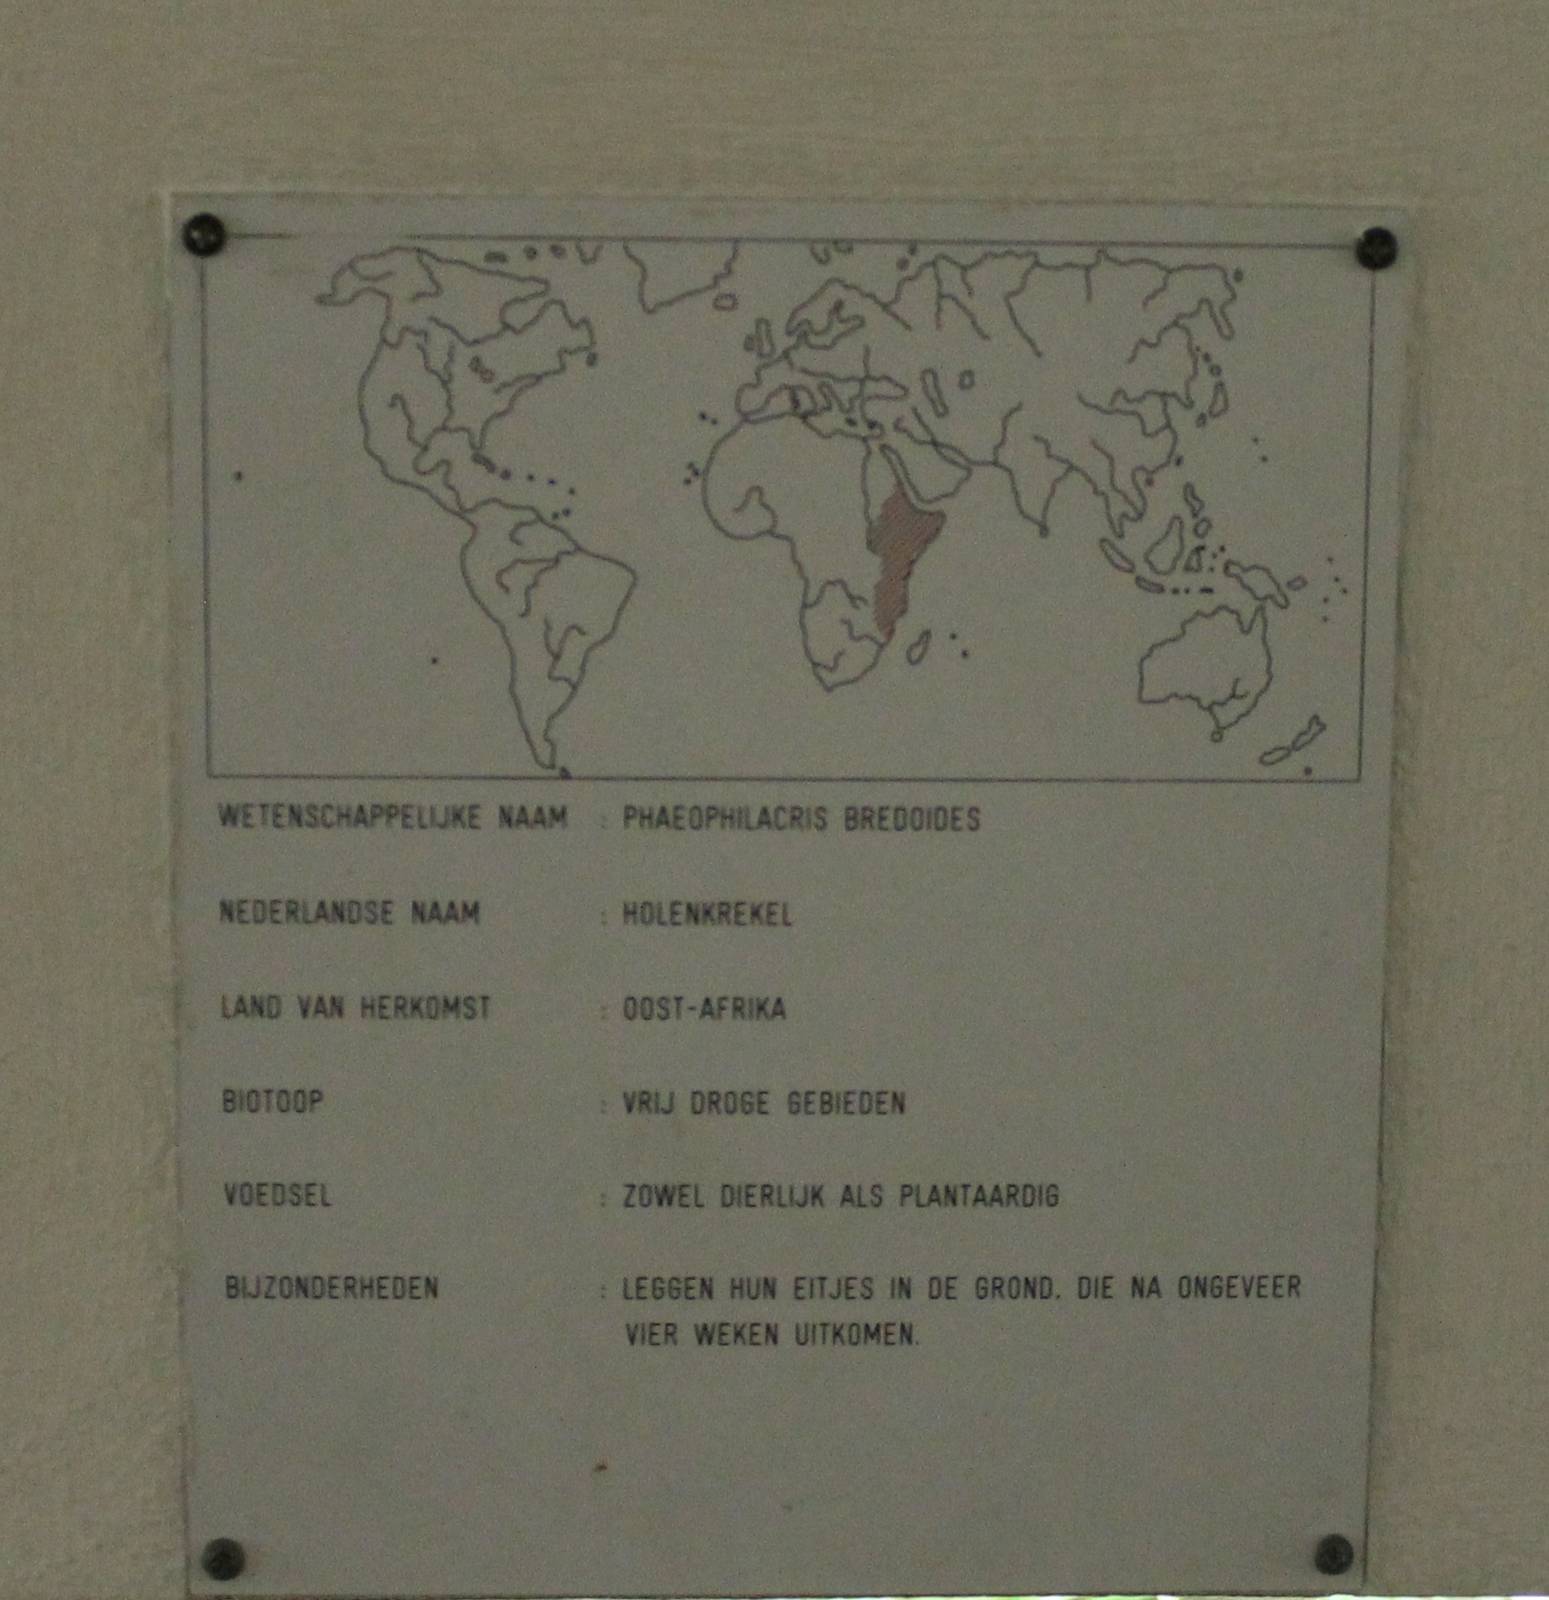 WETENSCHAPPELIJKE NAAM : PHAEOPHILACRIS BREDOIDES
NEDERLANDSE NAAM : HOLENKREKEL
LAND VAN HERKOMST : OOST-AFRIKA
BIOTOOP : VRIJ DROGE GEBIEDEN
VOEDSEL : ZOWEL DIERLIJK ALS PLANTAARDIG
BIJZONDERHEDEN : LEGGEN HUN EITJES IN DE GROND. DIE NA ONGEVEER
VIER WEKEN UITKOMEN.